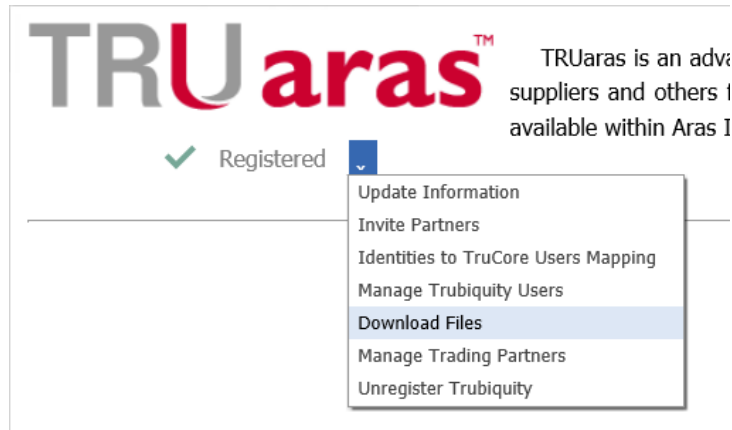 TRUaras™
TRUaras is an adva
suppliers and others f
available within Aras I
Registered
Update Information
Invite Partners
Identities to TruCore Users Mapping
Manage Trubiquity Users
Download Files
Manage Trading Partners
Unregister Trubiquity